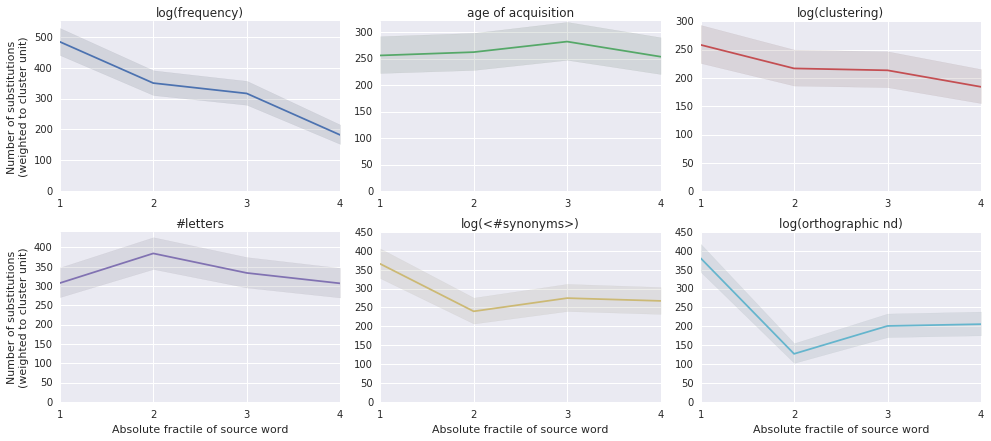 log(frequency)
age of acquisition
log(clustering)
Number of substitutions
(weighted to cluster unit)
500
400
300
200
100
0
1 2 3 4
300
250
200
150
100
50
0
1 2 3 4
300
250
200
150
100
50
0
1 2 3 4
#letters
log(<#synonyms>)
log(orthographic nd)
Number of substitutions
(weighted to cluster unit)
400
350
300
250
200
150
100
50
0
1 2 3 4
Absolute fractile of source word
450
400
350
300
250
200
150
100
50
0
1 2 3 4
Absolute fractile of source word
450
400
350
300
250
200
150
100
50
0
1 2 3 4
Absolute fractile of source word